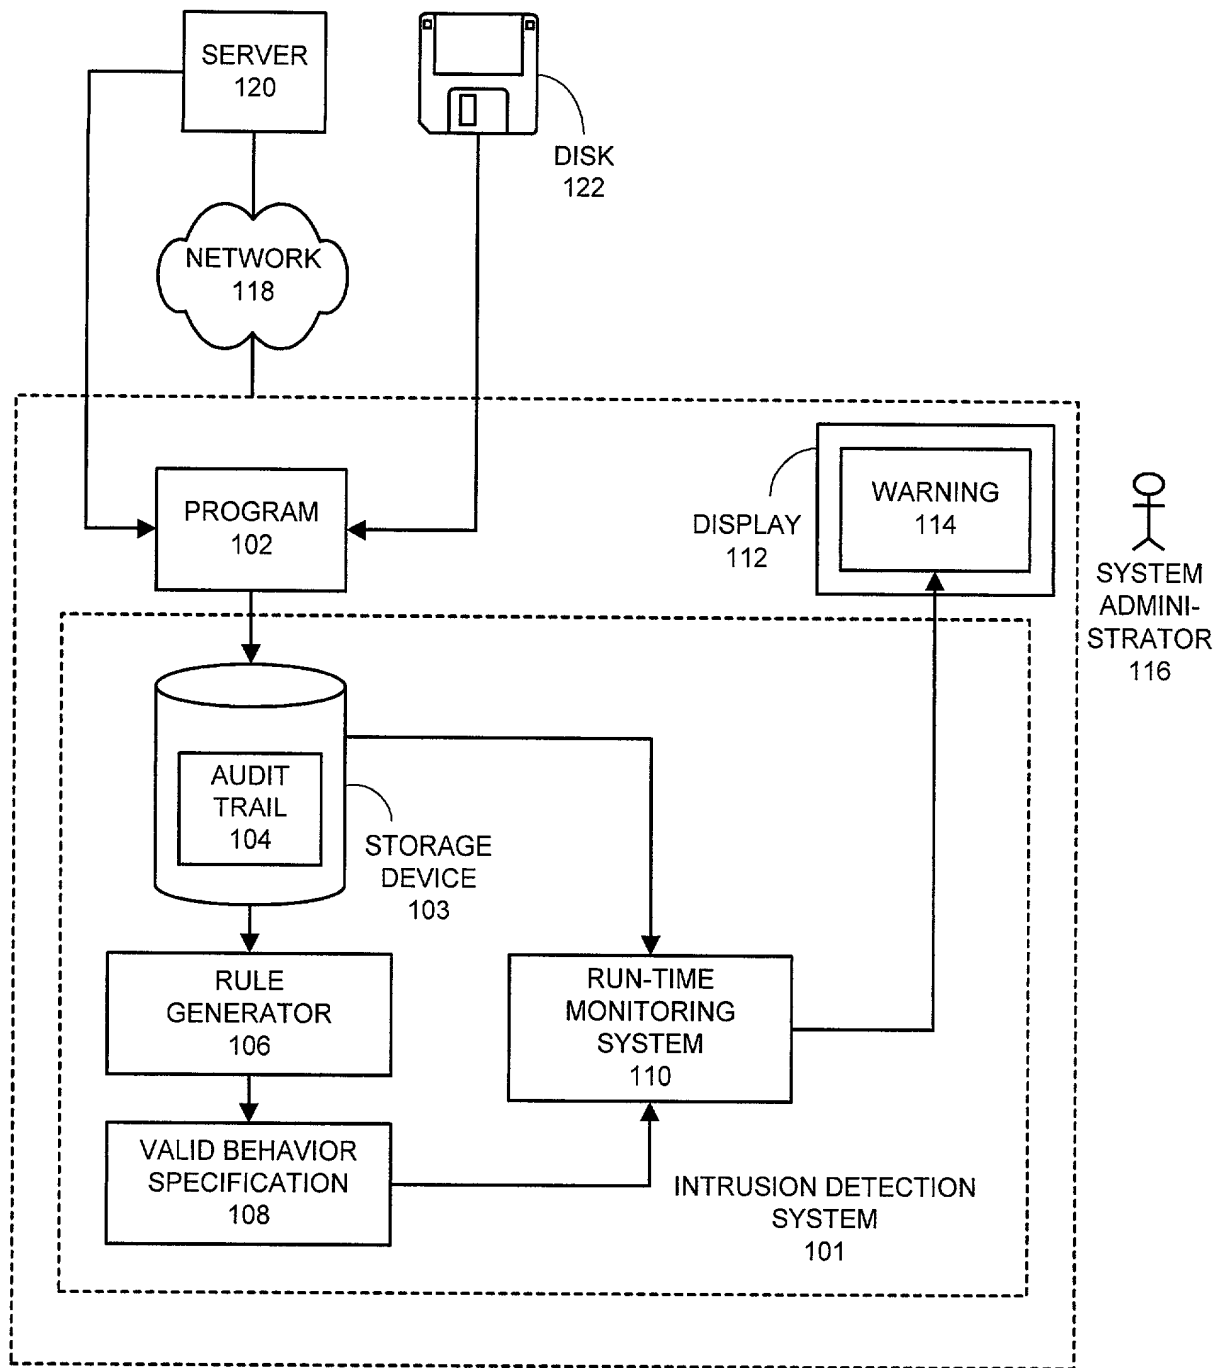 SERVER
120
DISK
122
NETWORK
118
PROGRAM
102
DISPLAY
112
WARNING
114
SYSTEM
ADMINI-
STRATOR
116
AUDIT
TRAIL
104
STORAGE
DEVICE
103
RULE
GENERATOR
106
RUN-TIME
MONITORING
SYSTEM
110
VALID BEHAVIOR
SPECIFICATION
108
INTRUSION DETECTION
SYSTEM
101